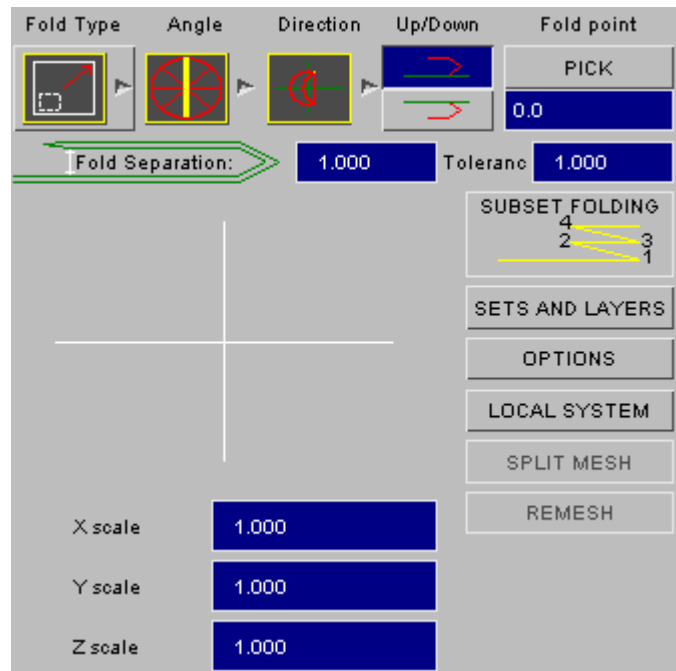 Fold Type Angle Direction Up/Down Fold point
PICK
0.0
Fold Separation: 1.000 Toleranc 1.000
SUBSET FOLDING
4
2 3
1
SETS AND LAYERS
OPTIONS
LOCAL SYSTEM
SPLIT MESH
REMESH
X scale 1.000
Y scale 1.000
Z scale 1.000